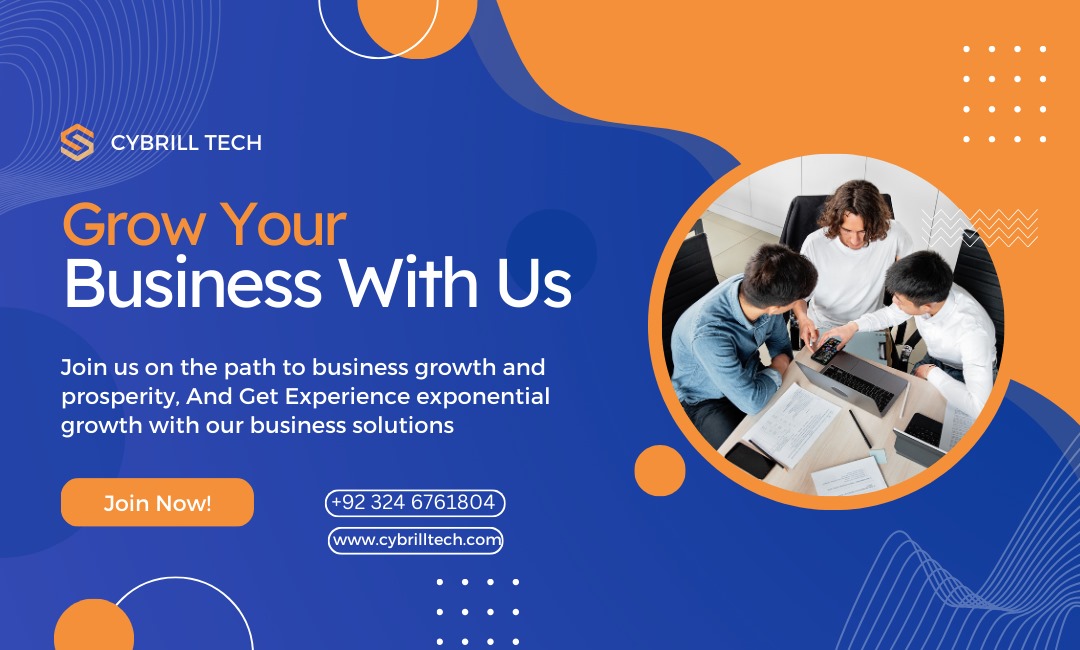 CYBRILL TECH
Grow Your
Business With Us
Join us on the path to business growth and
prosperity, And Get Experience exponential
growth with our business solutions
Join Now!
+92 324 6761804
www.cybrilltech.com